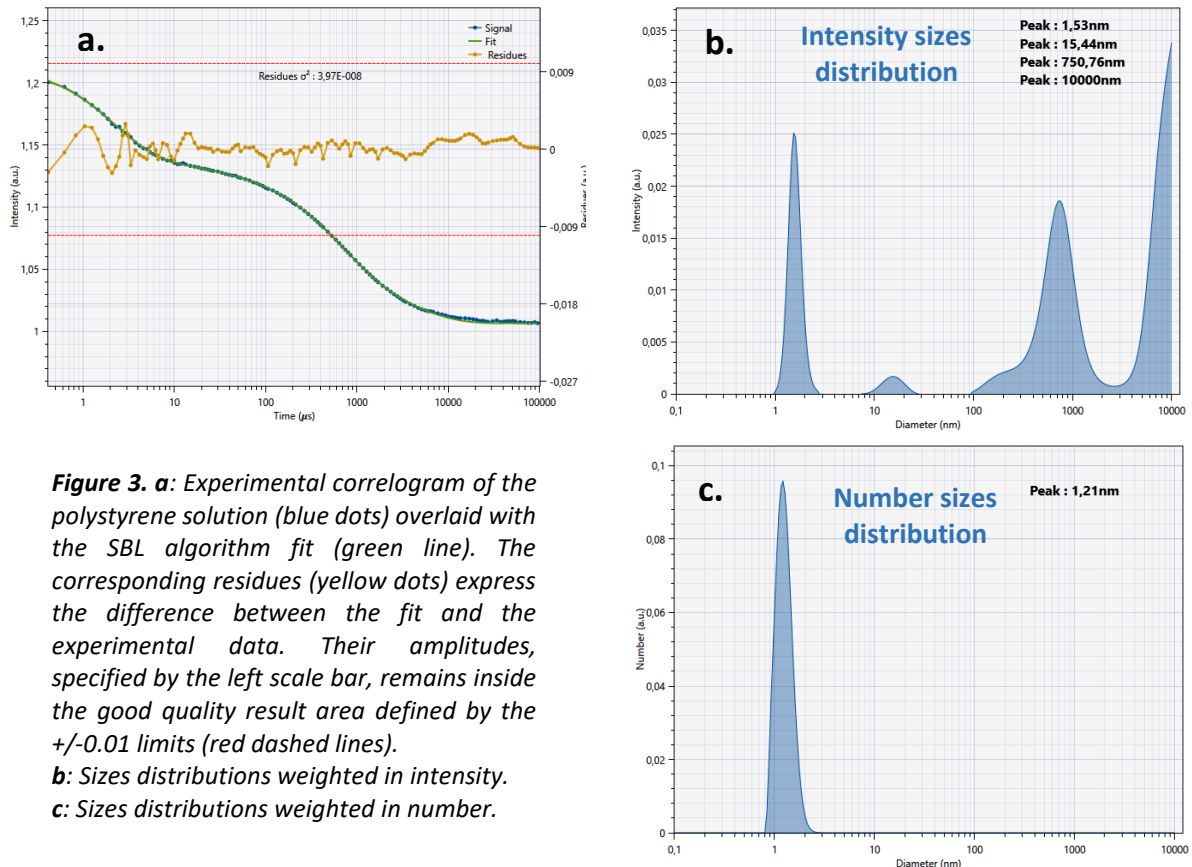 a.
Signal
Fit
Residues
Residues σ² : 3,97E-008
1,25
1,2
1,15
1,1
1,05
1
Intensity (a.u.)
0,009
0
-0,009
-0,018
-0,027
Residues (a.u.)
1
10
100
1000
10000
100000
Time (µs)
b.
Intensity sizes
distribution
Peak : 1,53nm
Peak : 15,44nm
Peak : 750,76nm
Peak : 10000nm
0,035
0,03
0,025
0,02
0,015
0,01
0,005
0
Intensity (a.u.)
0,1
1
10
100
1000
10000
Diameter (nm)
Figure 3. a: Experimental correlogram of the
polystyrene solution (blue dots) overlaid with
the SBL algorithm fit (green line). The
corresponding residues (yellow dots) express
the difference between the fit and the
experimental data. Their amplitudes,
specified by the left scale bar, remains inside
the good quality result area defined by the
+/-0.01 limits (red dashed lines).
b: Sizes distributions weighted in intensity.
c: Sizes distributions weighted in number.
c.
Number sizes
distribution
Peak : 1,21nm
0,1
0,08
0,06
0,04
0,02
0
Number (a.u.)
0,1
1
10
100
1000
10000
Diameter (nm)